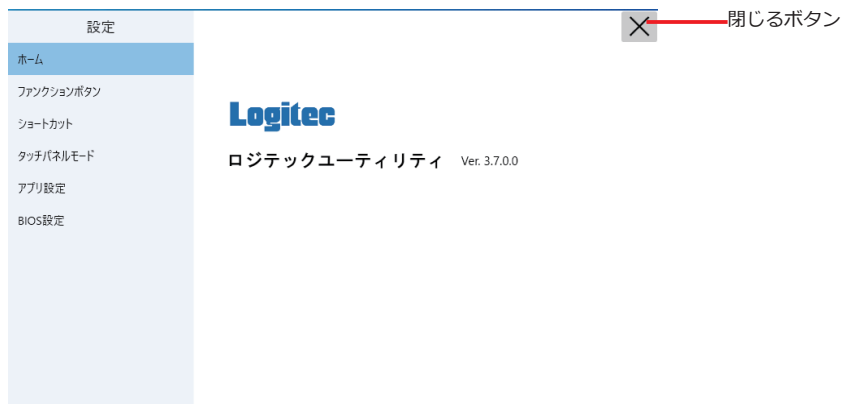 設定
閉じるボタン
ホーム
ファンクションボタン
ショートカット
タッチパネルモード
アプリ設定
BIOS設定
Logitec
ロジテックユーティリティ Ver. 3.7.0.0